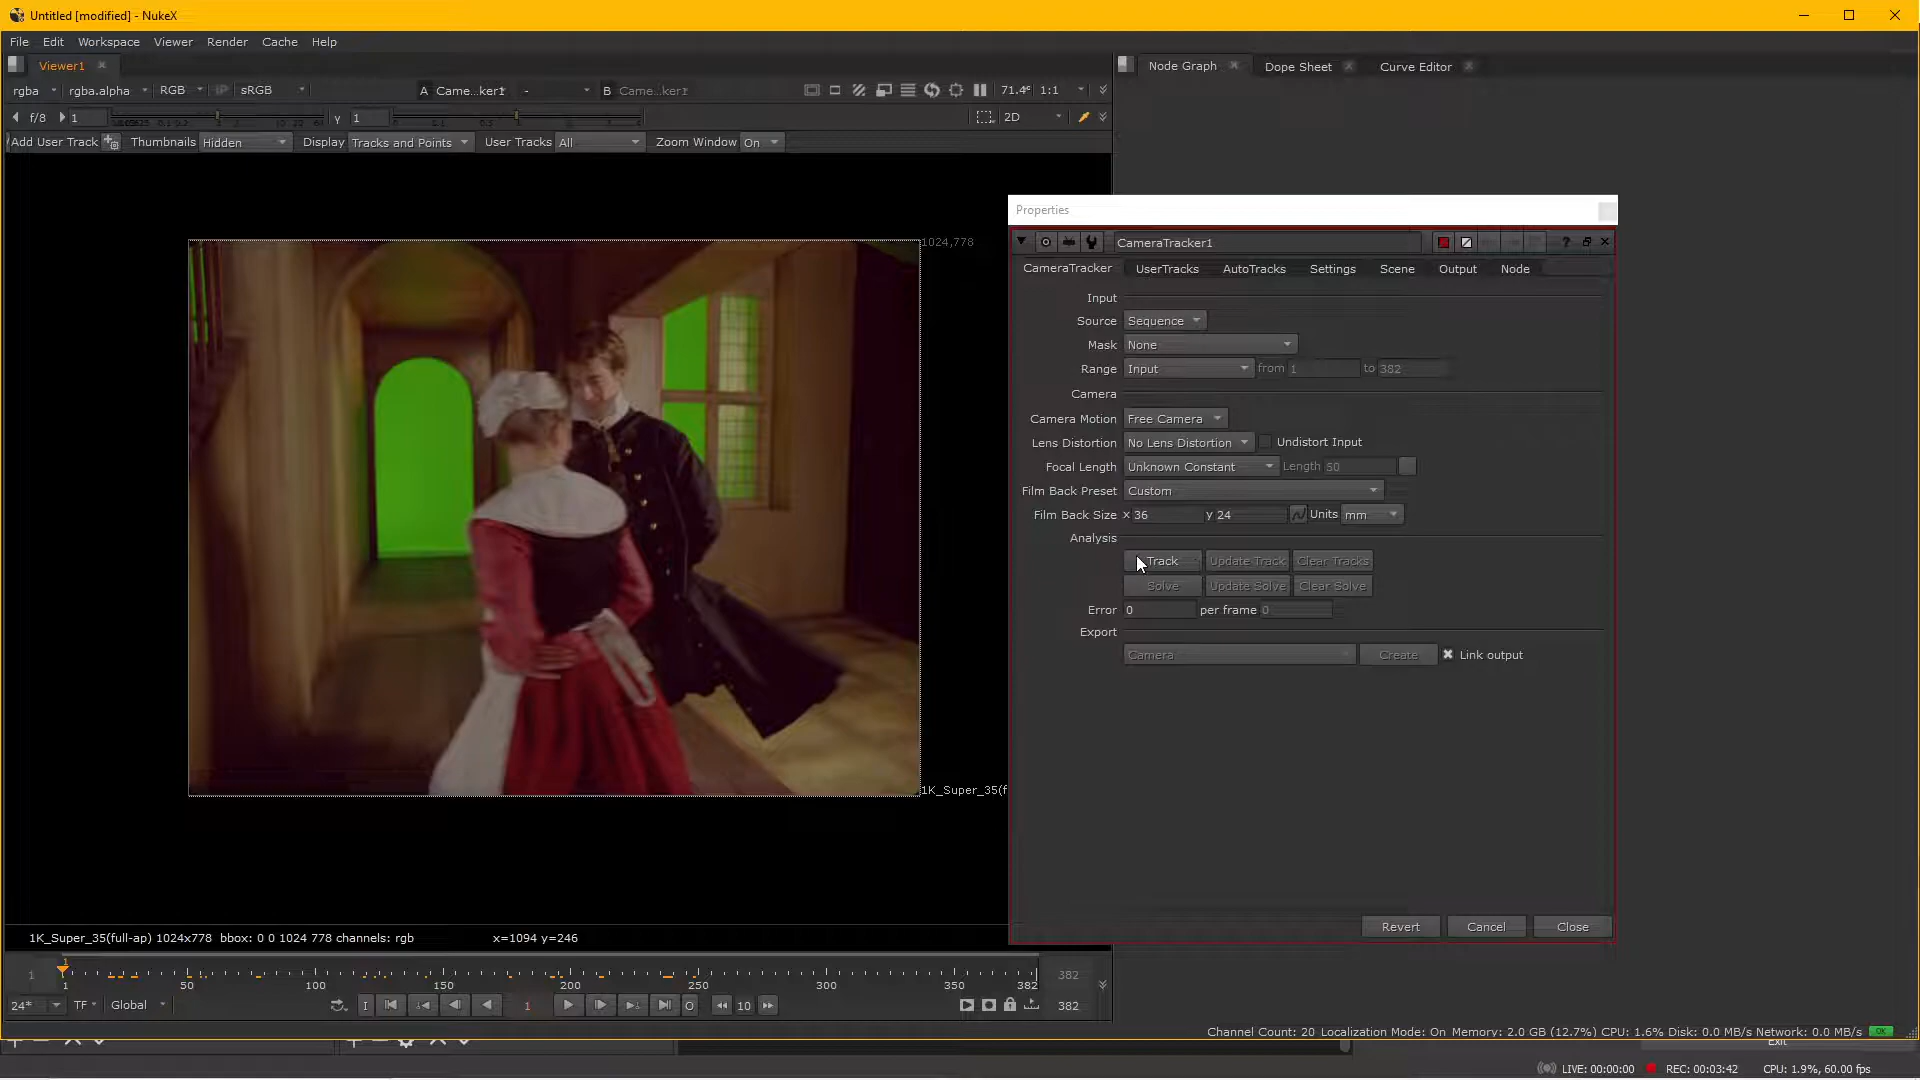 Untitled [modified] - NukeX
File Edit Workspace Viewer Render Cache Help
Viewer1
Node Graph Dope Sheet Curve Editor
rgba rgba.alpha RGB IP sRGB A Came...ker1 - B Came...ker1 1:1
f/8 1 γ 1 2D
Add User Track Thumbnails Hidden Display Tracks and Points User Tracks All Zoom Window On
Properties
1024,778
CameraTracker1
CameraTracker UserTracks AutoTracks Settings Scene Output Node
Input
Source Sequence
Mask None
Range Input from 1 to 382
Camera
Camera Motion Free Camera
Lens Distortion No Lens Distortion Undistort Input
Focal Length Unknown Constant Length 50
Film Back Preset Custom
Film Back Size x 36 y 24 Units mm
Analysis
Track Update Track Clear Tracks
Solve Update Solve Clear Solve
Error 0 per frame 0
Export
Camera Create Link output
1K_Super_35(f
Revert Cancel Close
1K_Super_35(full-ap) 1024x778 bbox: 0 0 1024 778 channels: rgb x=1094 y=246
1
1 382
1 50 100 150 200 250 300 350 382
24* TF Global I 1 O 10 382
Channel Count: 20 Localization Mode: On Memory: 2.0 GB (12.7%) CPU: 1.6% Disk: 0.0 MB/s Network: 0.0 MB/s OK
Exit
LIVE: 00:00:00 REC: 00:03:42 CPU: 1.9%, 60.00 fps